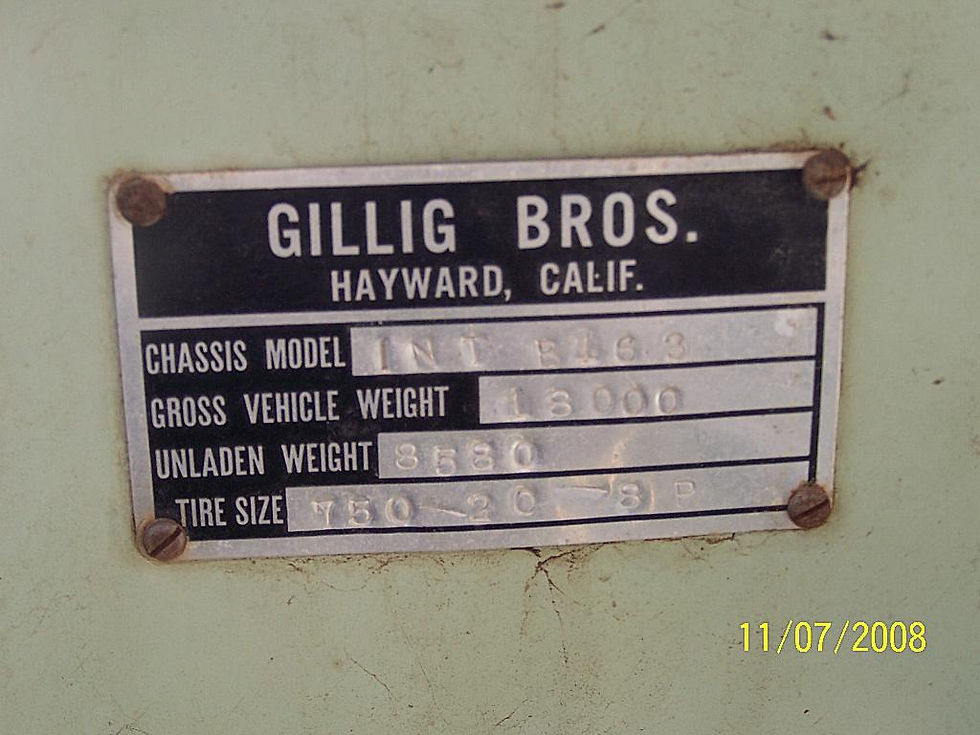 GILLIG BROS.
HAYWARD, CALIF.
CHASSIS MODEL INT B163
GROSS VEHICLE WEIGHT 18000
UNLADEN WEIGHT 8580
TIRE SIZE 750-20-8P
11/07/2008